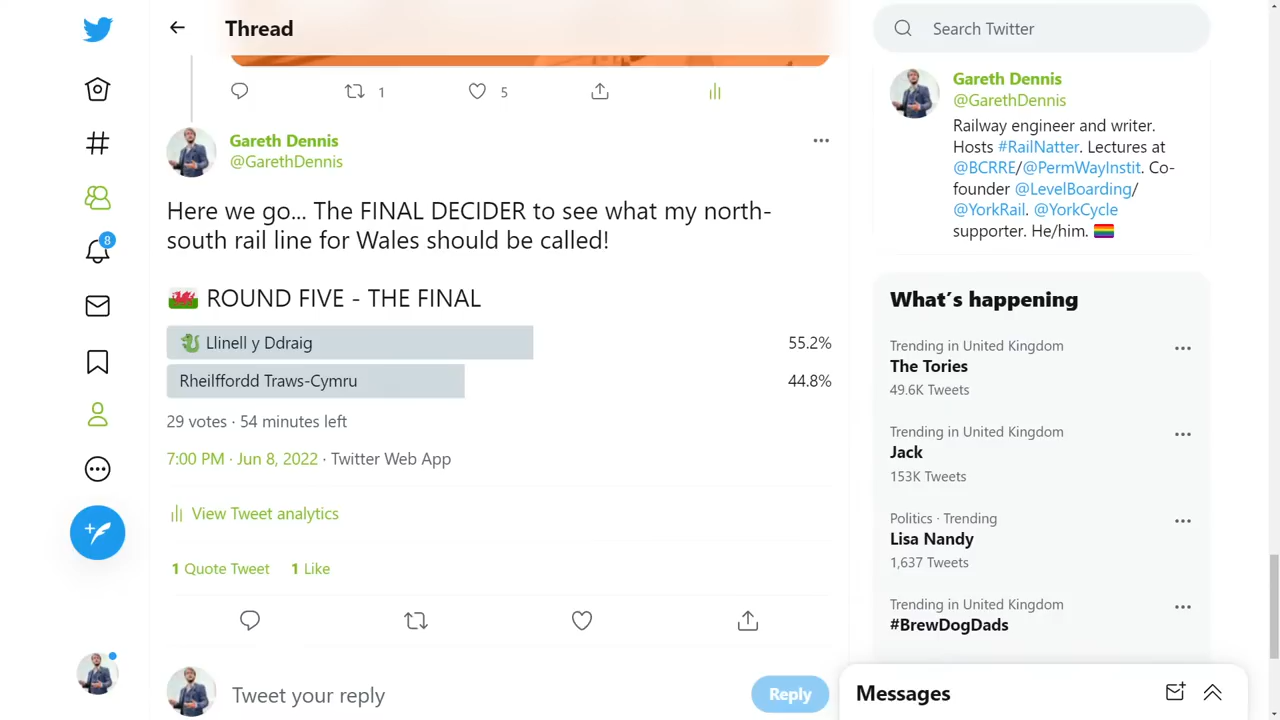 Thread
Search Twitter
1
5
Gareth Dennis
@GarethDennis
Here we go... The FINAL DECIDER to see what my north-
south rail line for Wales should be called!
🏴󠁧󠁢󠁷󠁬󠁳󠁿 ROUND FIVE - THE FINAL
🐉 Llinell y Ddraig 55.2%
Rheilffordd Traws-Cymru 44.8%
29 votes · 54 minutes left
7:00 PM · Jun 8, 2022 · Twitter Web App
View Tweet analytics
1 Quote Tweet 1 Like
Tweet your reply
Reply
8
Gareth Dennis
@GarethDennis
Railway engineer and writer.
Hosts #RailNatter. Lectures at
@BCRRE/@PermWayInstit. Co-
founder @LevelBoarding/
@YorkRail. @YorkCycle
supporter. He/him. 🏳️‍🌈
What's happening
Trending in United Kingdom
The Tories
49.6K Tweets
Trending in United Kingdom
Jack
153K Tweets
Politics · Trending
Lisa Nandy
1,637 Tweets
Trending in United Kingdom
#BrewDogDads
Messages